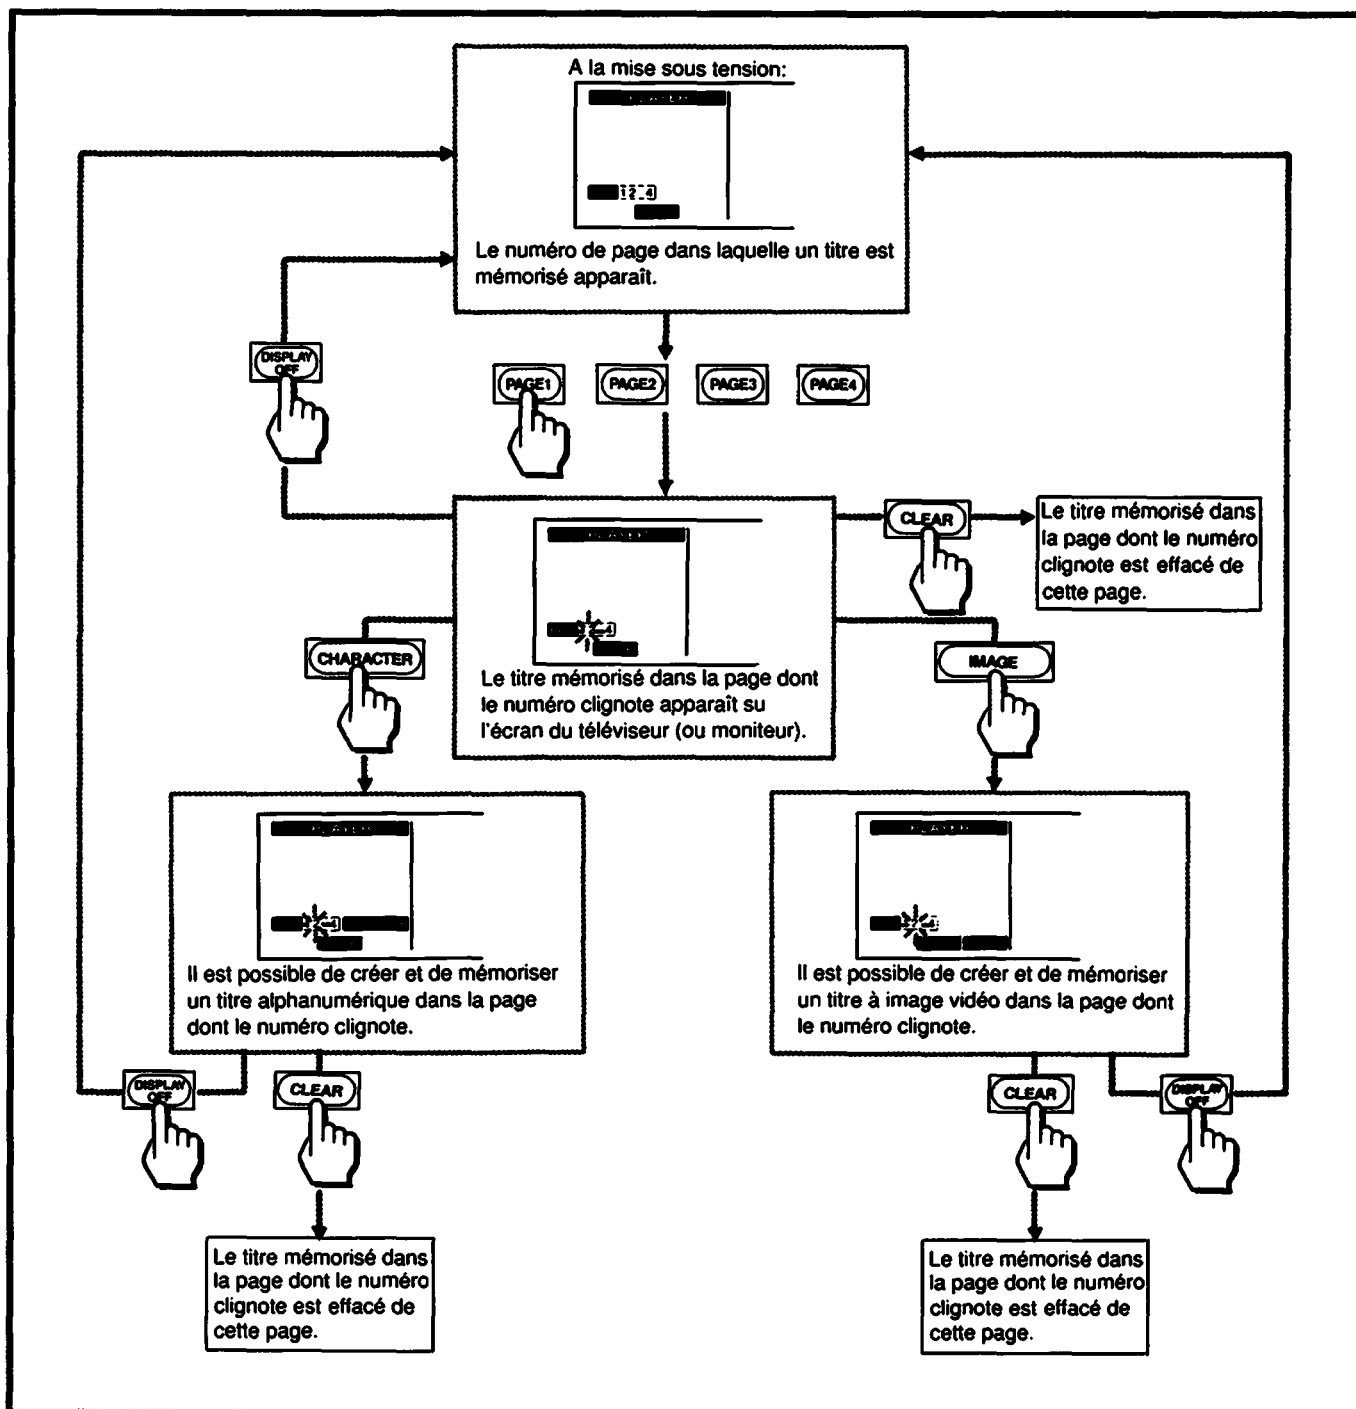 A la mise sous tension:
1 2 4
Le numéro de page dans laquelle un titre est
mémorisé apparaît.
DISPLAY
OFF
PAGE1
PAGE2
PAGE3
PAGE4
CLEAR
Le titre mémorisé dans
la page dont le numéro
clignote est effacé de
cette page.
CHARACTER
IMAGE
Le titre mémorisé dans la page dont
le numéro clignote apparaît su
l'écran du téléviseur (ou moniteur).
Il est possible de créer et de mémoriser
un titre alphanumérique dans la page
dont le numéro clignote.
Il est possible de créer et de mémoriser
un titre à image vidéo dans la page dont
le numéro clignote.
DISPLAY
OFF
CLEAR
CLEAR
DISPLAY
OFF
Le titre mémorisé dans
la page dont le numéro
clignote est effacé de
cette page.
Le titre mémorisé dans
la page dont le numéro
clignote est effacé de
cette page.